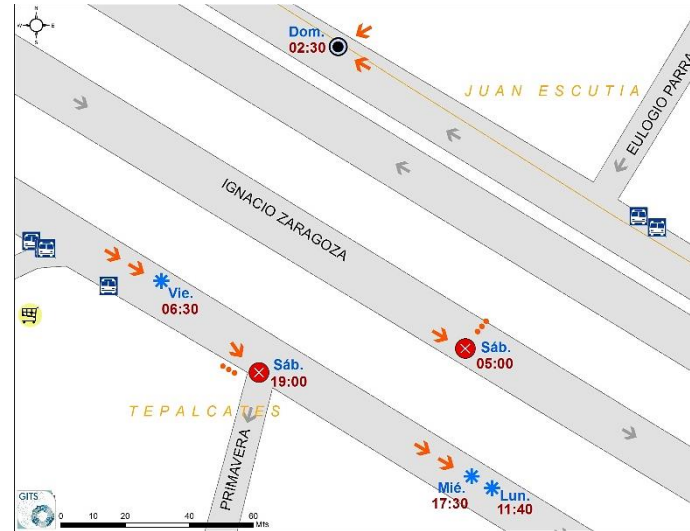 N
W
E
S
Dom.
02:30
JUAN ESCUTIA
EULOGIO PARRA
IGNACIO ZARAGOZA
Vie.
06:30
Sáb.
05:00
Sáb.
19:00
TEPALCATES
PRIMAVERA
Mié.
17:30
Lun.
11:40
GITS
0 10 20 40 60
Mts